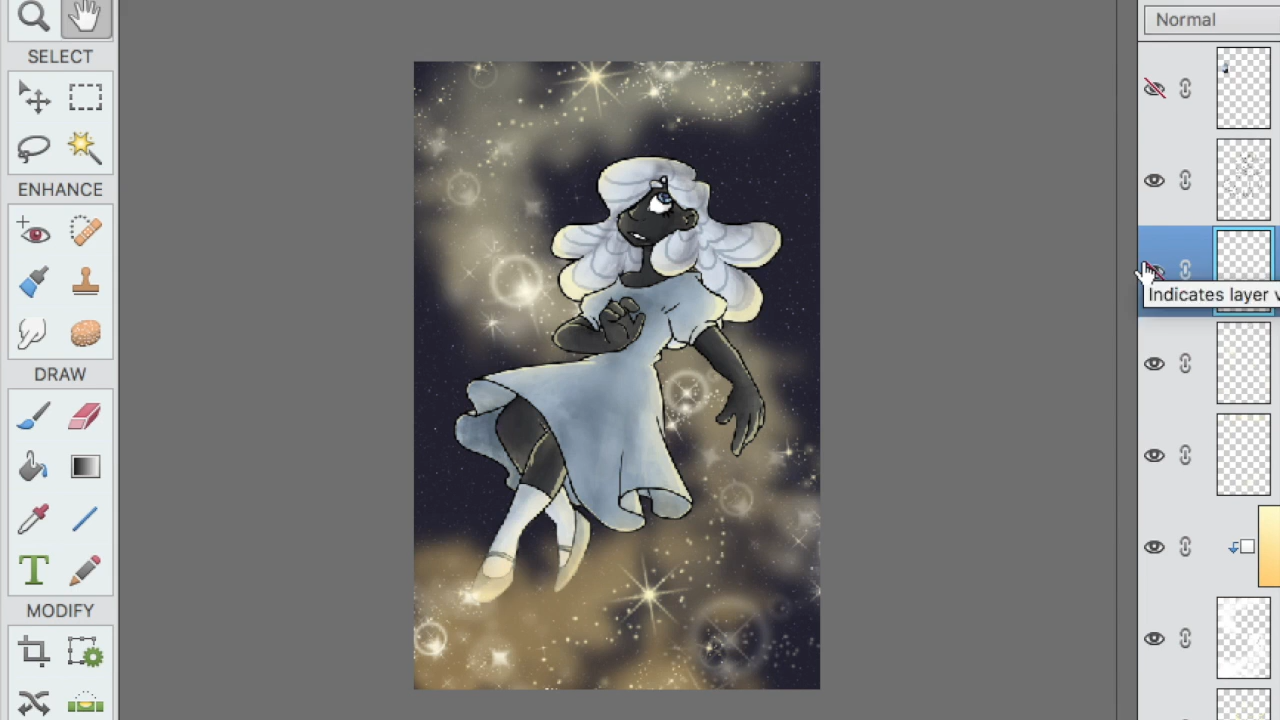 Normal
SELECT
Indicates layer v
ENHANCE
DRAW
MODIFY